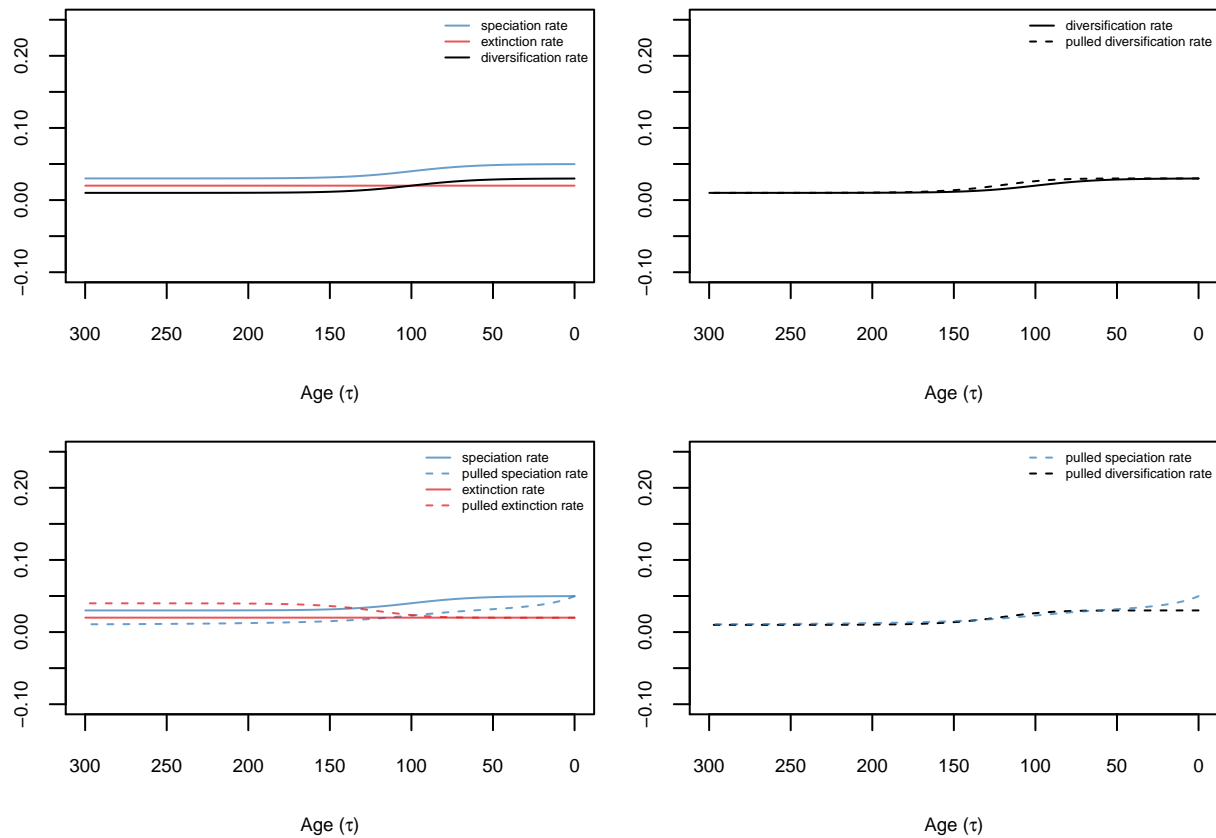 speciation rate
extinction rate
diversification rate
0.20
0.10
0.00
−0.10
300 250 200 150 100 50 0
Age (τ)
diversification rate
pulled diversification rate
0.20
0.10
0.00
−0.10
300 250 200 150 100 50 0
Age (τ)
speciation rate
pulled speciation rate
extinction rate
pulled extinction rate
0.20
0.10
0.00
−0.10
300 250 200 150 100 50 0
Age (τ)
pulled speciation rate
pulled diversification rate
0.20
0.10
0.00
−0.10
300 250 200 150 100 50 0
Age (τ)